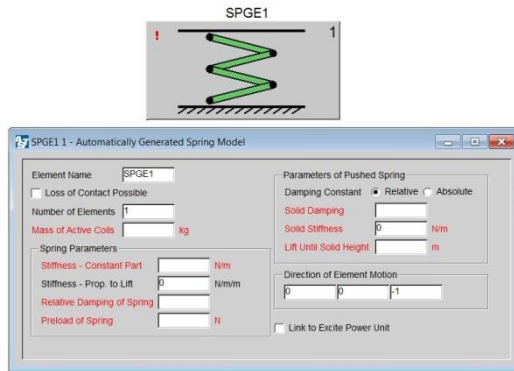 SPGE1
! 1
SPGE1 1 - Automatically Generated Spring Model
Element Name SPGE1
Loss of Contact Possible
Number of Elements 1
Mass of Active Coils kg
Spring Parameters
Stiffness - Constant Part N/m
Stiffness - Prop. to Lift 0 N/m/m
Relative Damping of Spring
Preload of Spring N
Parameters of Pushed Spring
Damping Constant Relative Absolute
Solid Damping
Solid Stiffness 0 N/m
Lift Until Solid Height m
Direction of Element Motion
0 0 -1
Link to Excite Power Unit